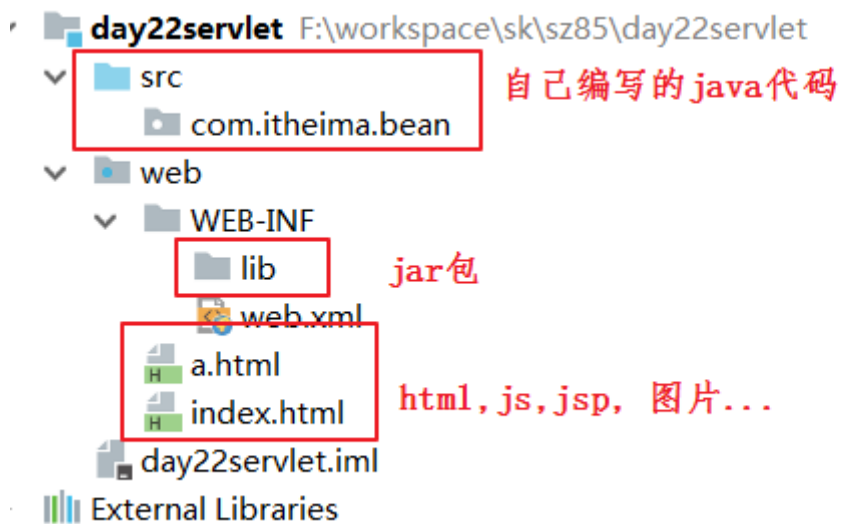 day22servlet F:\workspace\sk\sz85\day22servlet
src
自己编写的java代码
com.itheima.bean
web
WEB-INF
lib
jar包
web.xml
a.html
html,js,jsp, 图片...
index.html
day22servlet.iml
External Libraries